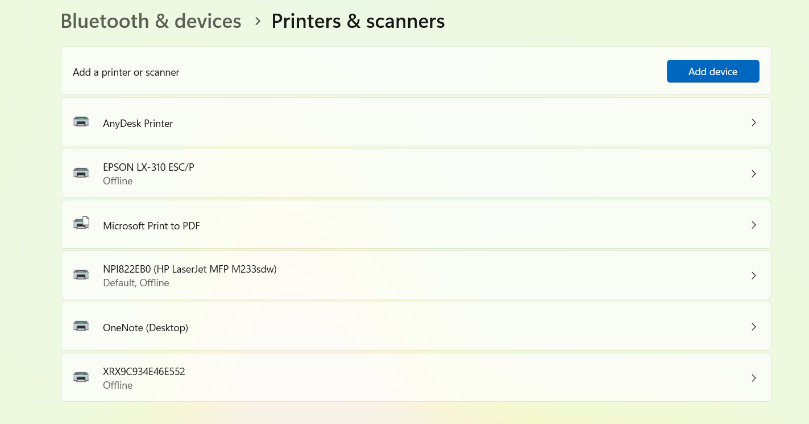 Bluetooth & devices > Printers & scanners
Add a printer or scanner
Add device
AnyDesk Printer
EPSON LX-310 ESC/P
Offline
Microsoft Print to PDF
NPI822EB0 (HP LaserJet MFP M233sdw)
Default, Offline
OneNote (Desktop)
XRX9C934E46E552
Offline